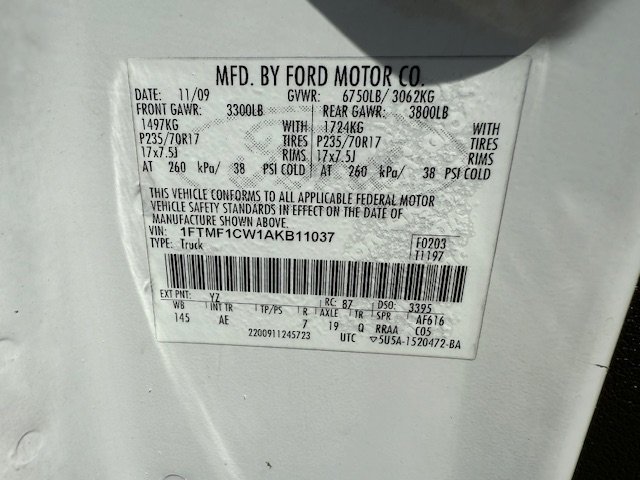 MFD. BY FORD MOTOR CO.
DATE: 11/09 GVWR: 6750LB/ 3062KG
FRONT GAWR: 3300LB REAR GAWR: 3800LB
1497KG WITH 1724KG WITH
P235/70R17 TIRES P235/70R17 TIRES
17x7.5J RIMS 17x7.5J RIMS
AT 260 kPa/ 38 PSI COLD AT 260 kPa/ 38 PSI COLD
THIS VEHICLE CONFORMS TO ALL APPLICABLE FEDERAL MOTOR
VEHICLE SAFETY STANDARDS IN EFFECT ON THE DATE OF
MANUFACTURE SHOWN ABOVE.
VIN: 1FTMF1CW1AKB11037 F0203
TYPE: Truck T1197
EXT PNT: YZ RC: 87 DSO: 3395
WB INT TR TP/PS R AXLE TR SPR AF616
145 AE 7 19 Q RRAA C05
2200911245723 UTC ▽5U5A-1520472-BA